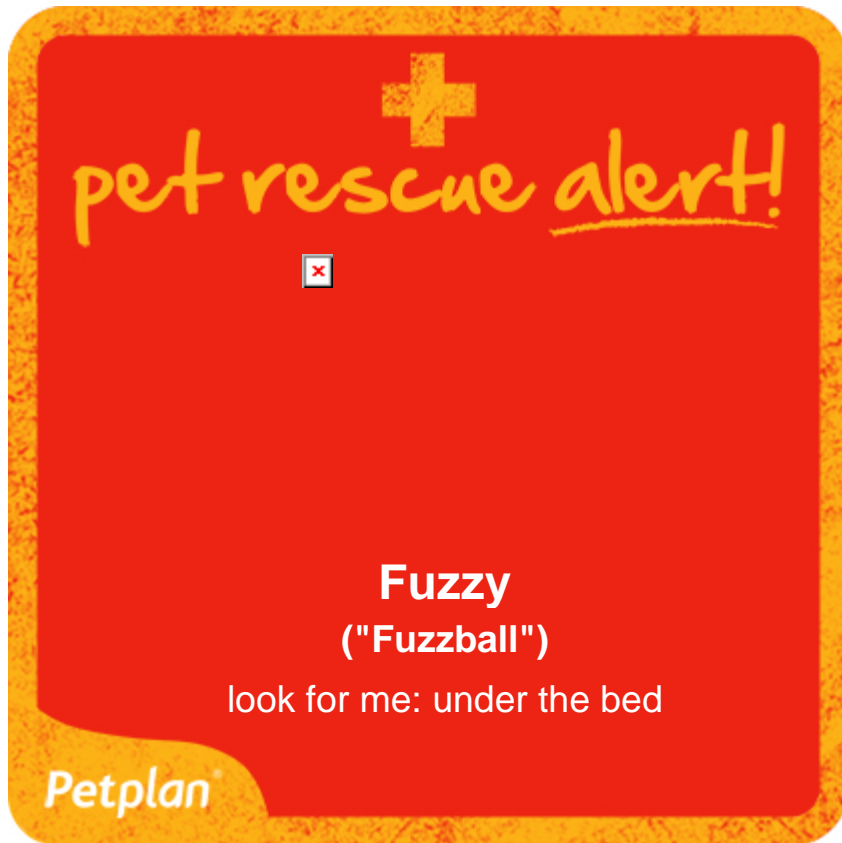 pet rescue alert!
Fuzzy
("Fuzzball")
look for me: under the bed
Petplan®